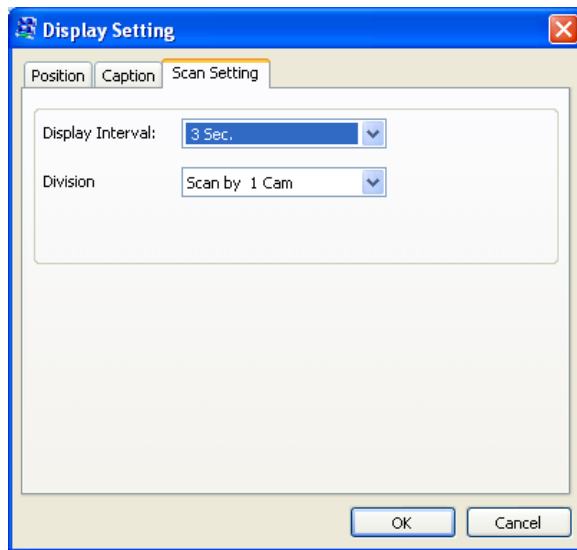 Display Setting
Position Caption Scan Setting
Display Interval: 3 Sec.
Division Scan by 1 Cam
OK Cancel